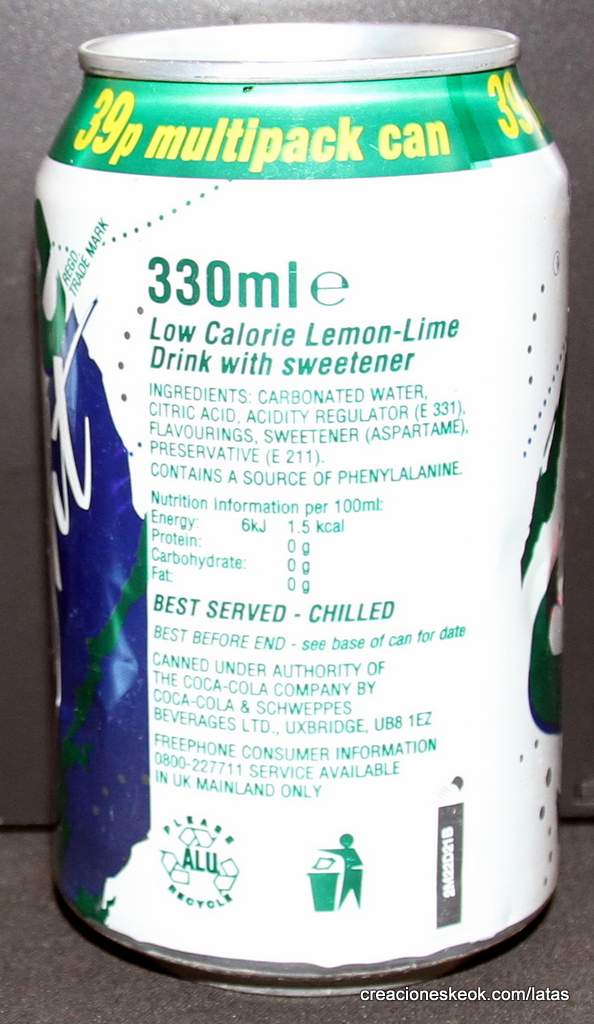 39p multipack can
39
REGD.
TRADE MARK
330ml e
Low Calorie Lemon-Lime
Drink with sweetener
INGREDIENTS: CARBONATED WATER,
CITRIC ACID, ACIDITY REGULATOR (E 331),
FLAVOURINGS, SWEETENER (ASPARTAME),
PRESERVATIVE (E 211).
CONTAINS A SOURCE OF PHENYLALANINE.
Nutrition Information per 100ml:
Energy: 6kJ 1.5 kcal
Protein: 0 g
Carbohydrate: 0 g
Fat: 0 g
BEST SERVED - CHILLED
BEST BEFORE END - see base of can for date
CANNED UNDER AUTHORITY OF
THE COCA-COLA COMPANY BY
COCA-COLA & SCHWEPPES
BEVERAGES LTD., UXBRIDGE, UB8 1EZ
FREEPHONE CONSUMER INFORMATION
0800-227711 SERVICE AVAILABLE
IN UK MAINLAND ONLY
PLEASE
ALU
RECYCLE
creacioneskeok.com/latas